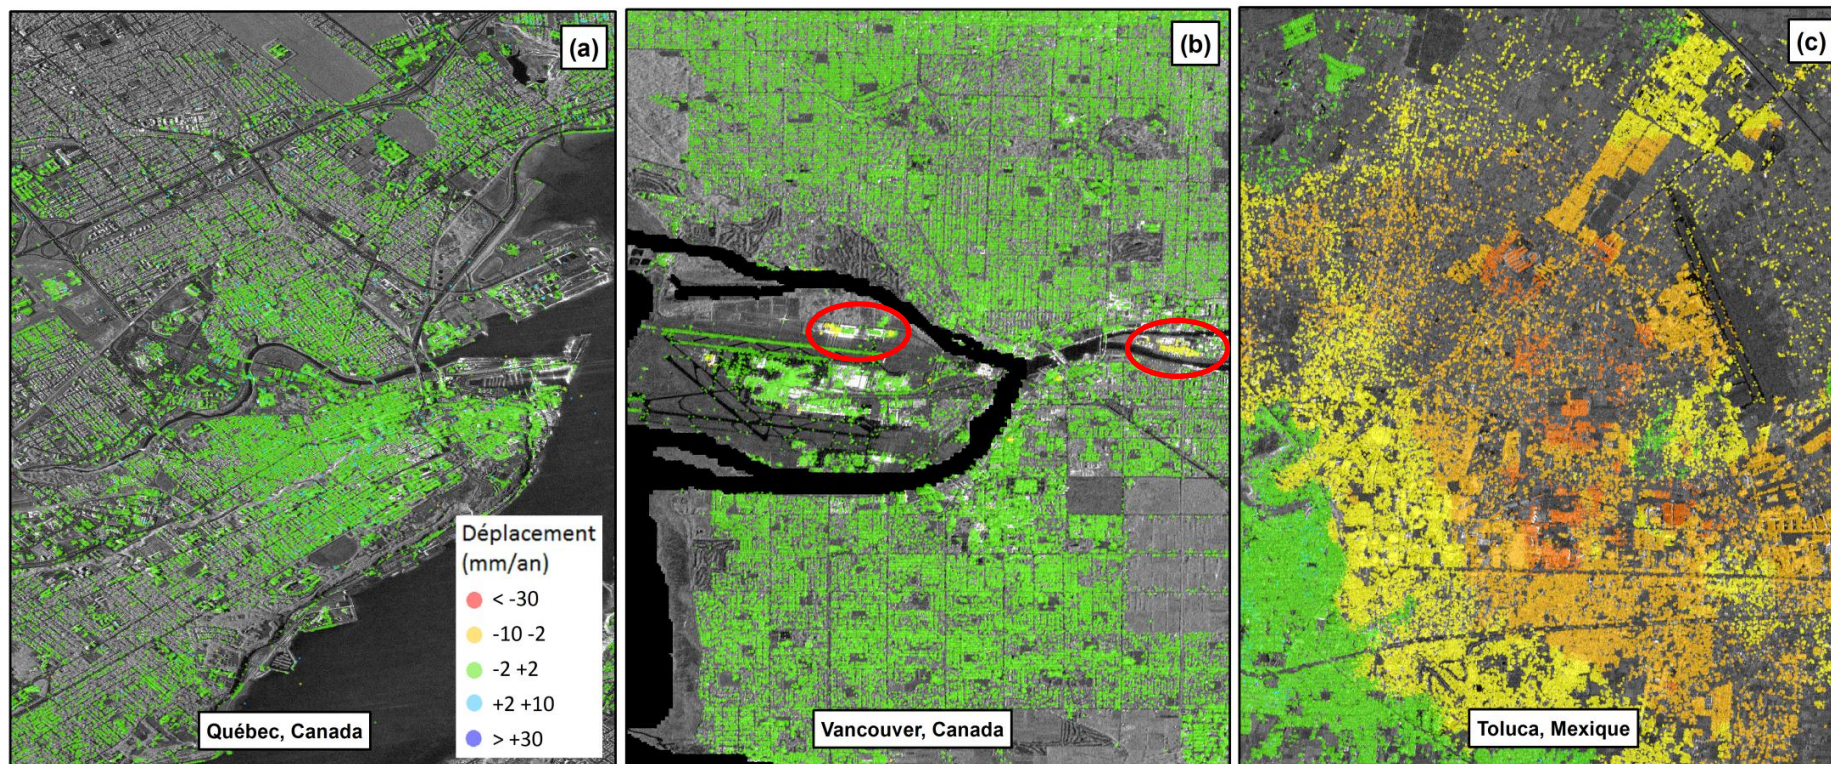 (a)
Déplacement
(mm/an)
< -30
-10 -2
-2 +2
+2 +10
> +30
Québec, Canada
(b)
Vancouver, Canada
(c)
Toluca, Mexique